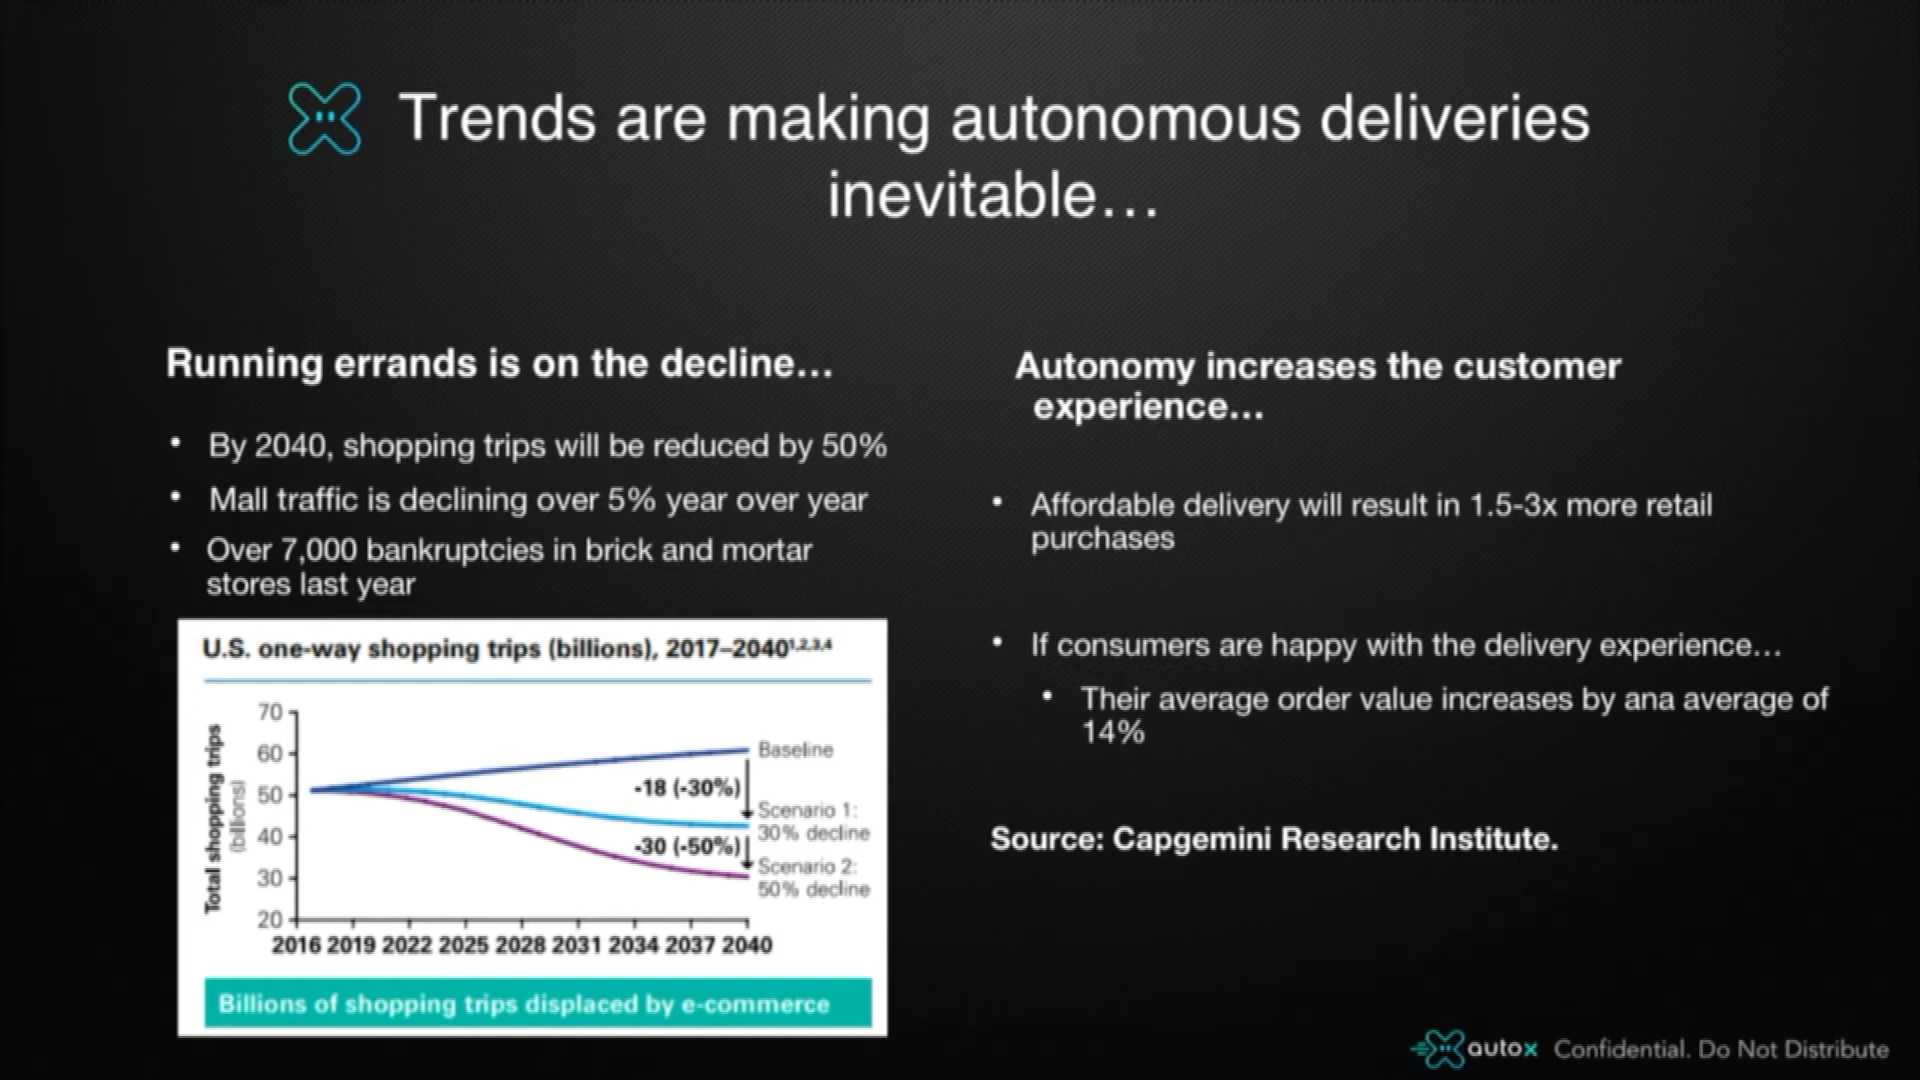 Trends are making autonomous deliveries
inevitable…
Running errands is on the decline…
• By 2040, shopping trips will be reduced by 50%
• Mall traffic is declining over 5% year over year
• Over 7,000 bankruptcies in brick and mortar
stores last year
U.S. one-way shopping trips (billions), 2017–2040¹,²,³,⁴
Total shopping trips
(billions)
70
60
50
40
30
20
Baseline
-18 (-30%)
Scenario 1:
30% decline
-30 (-50%)
Scenario 2:
50% decline
2016 2019 2022 2025 2028 2031 2034 2037 2040
Billions of shopping trips displaced by e-commerce
Autonomy increases the customer
experience…
• Affordable delivery will result in 1.5-3x more retail
purchases
• If consumers are happy with the delivery experience…
• Their average order value increases by ana average of
14%
Source: Capgemini Research Institute.
autox Confidential. Do Not Distribute